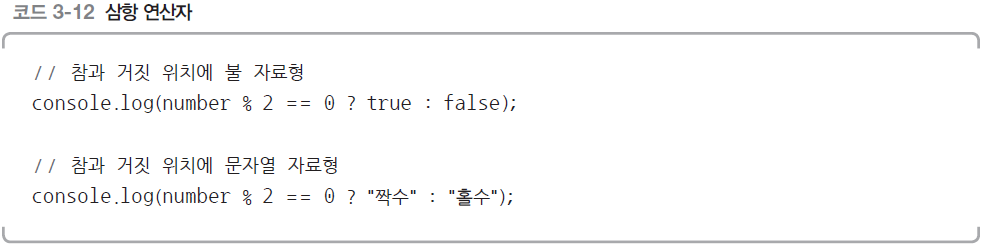 코드 3-12 삼항 연산자
// 참과 거짓 위치에 불 자료형
console.log(number % 2 == 0 ? true : false);
// 참과 거짓 위치에 문자열 자료형
console.log(number % 2 == 0 ? "짝수" : "홀수");